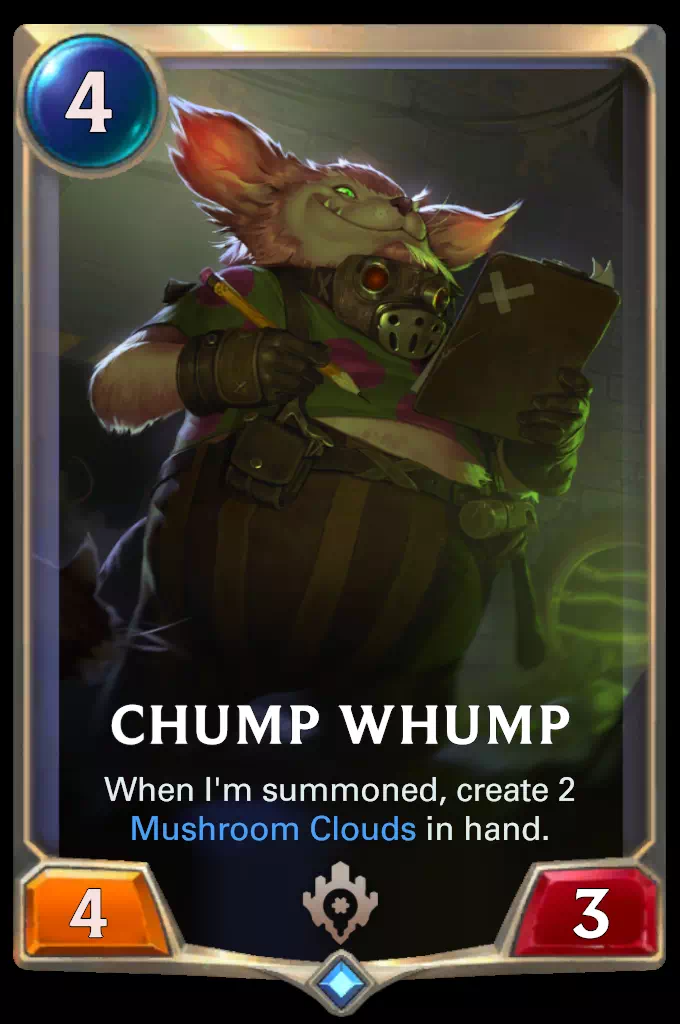 4
CHUMP WHUMP
When I'm summoned, create 2
Mushroom Clouds in hand.
4
3